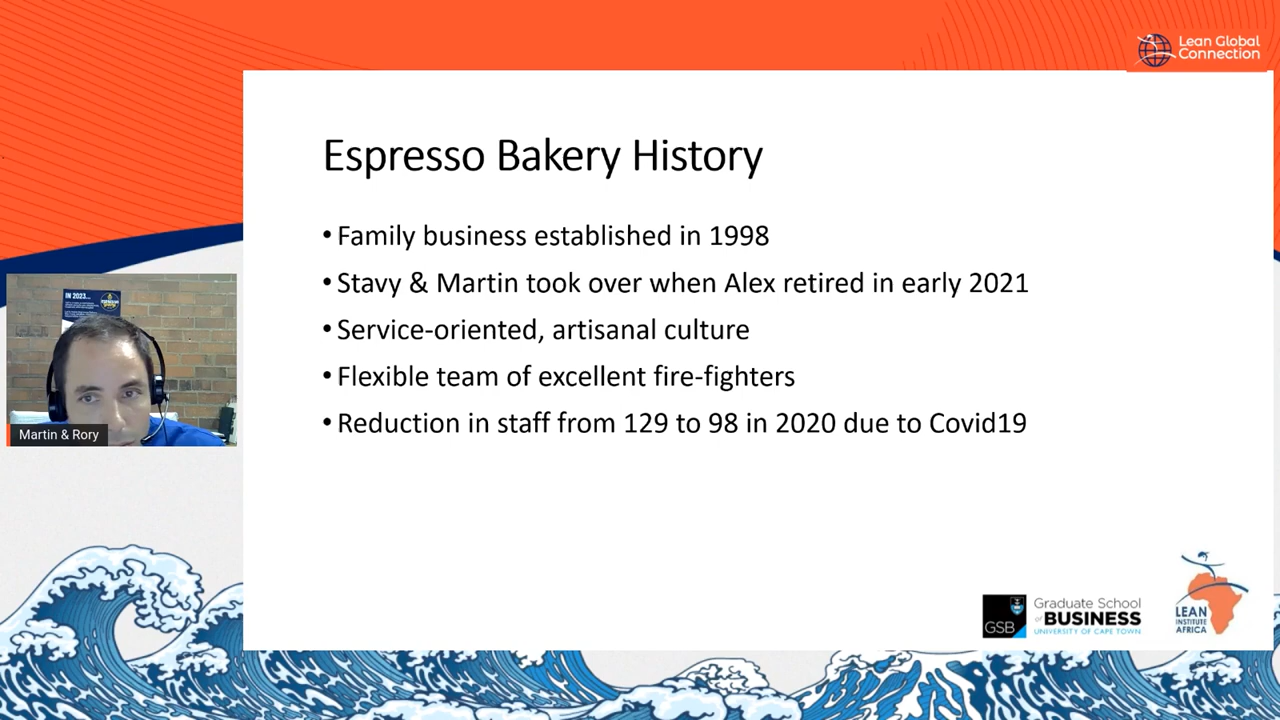 Lean Global
Connection
Espresso Bakery History
• Family business established in 1998
• Stavy & Martin took over when Alex retired in early 2021
• Service-oriented, artisanal culture
• Flexible team of excellent fire-fighters
• Reduction in staff from 129 to 98 in 2020 due to Covid19
IN 2023...
Martin & Rory
GSB
Graduate School
of BUSINESS
UNIVERSITY OF CAPE TOWN
LEAN
INSTITUTE
AFRICA